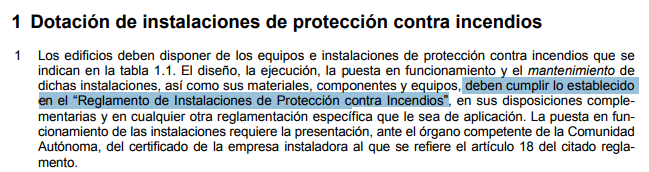 1 Dotación de instalaciones de protección contra incendios
1 Los edificios deben disponer de los equipos e instalaciones de protección contra incendios que se
indican en la tabla 1.1. El diseño, la ejecución, la puesta en funcionamiento y el mantenimiento de
dichas instalaciones, así como sus materiales, componentes y equipos, deben cumplir lo establecido
en el “Reglamento de Instalaciones de Protección contra Incendios”, en sus disposiciones comple-
mentarias y en cualquier otra reglamentación específica que le sea de aplicación. La puesta en fun-
cionamiento de las instalaciones requiere la presentación, ante el órgano competente de la Comunidad
Autónoma, del certificado de la empresa instaladora al que se refiere el artículo 18 del citado regla-
mento.